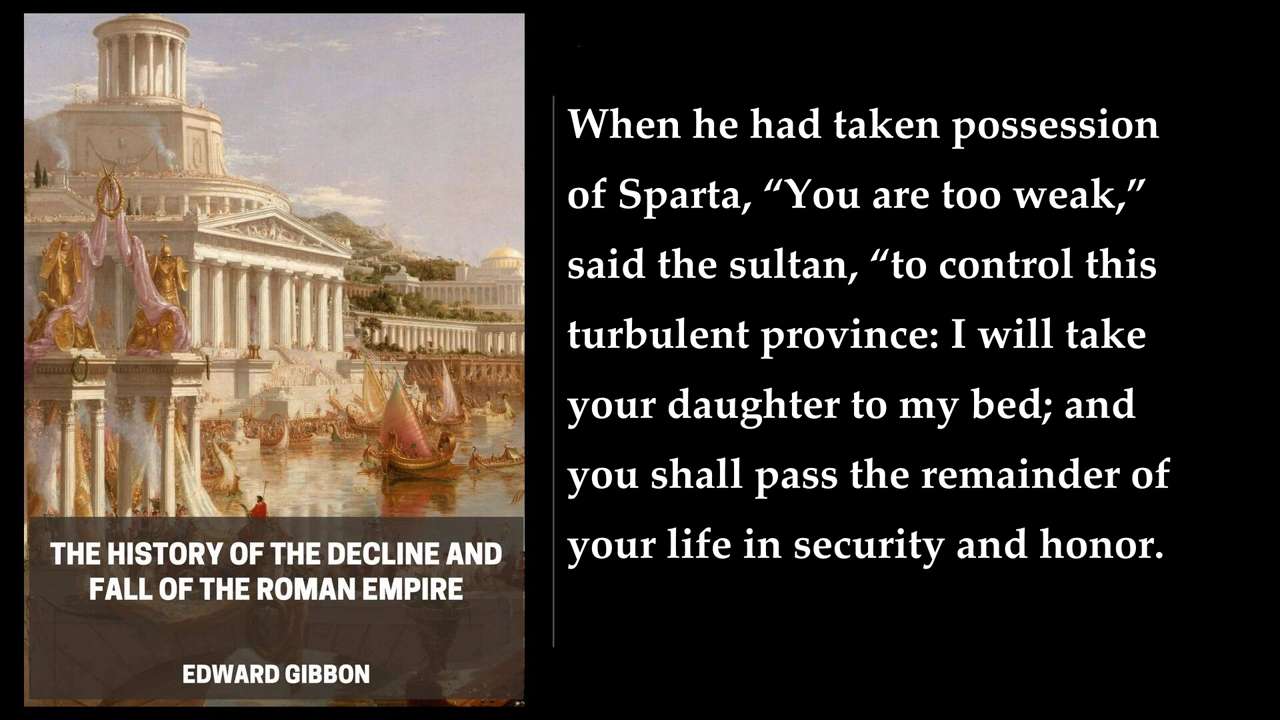 THE HISTORY OF THE DECLINE AND
FALL OF THE ROMAN EMPIRE
EDWARD GIBBON
When he had taken possession
of Sparta, “You are too weak,”
said the sultan, “to control this
turbulent province: I will take
your daughter to my bed; and
you shall pass the remainder of
your life in security and honor.